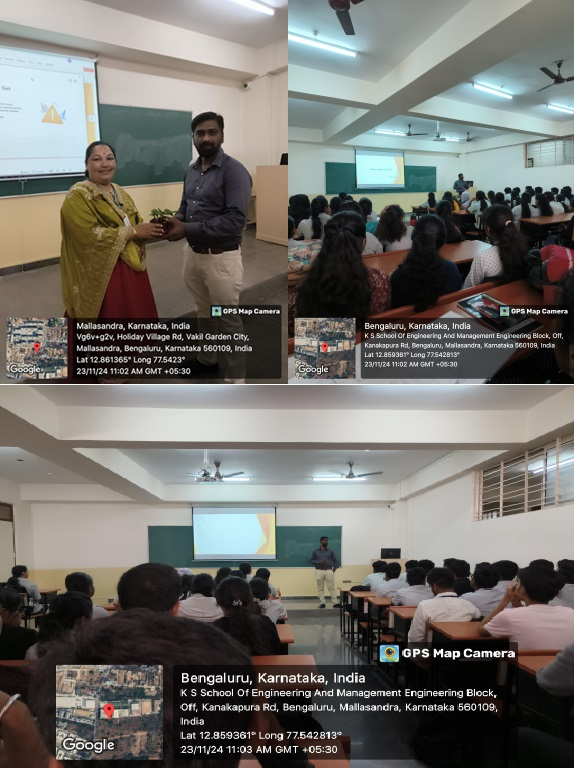 GPS Map Camera
Mallasandra, Karnataka, India
Vg6v+g2v, Holiday Village Rd, Vakil Garden City,
Mallasandra, Bengaluru, Karnataka 560109, India
Lat 12.861365° Long 77.5423°
23/11/24 11:02 AM GMT +05:30
Google
GPS Map Camera
Bengaluru, Karnataka, India
K S School Of Engineering And Management Engineering Block, Off,
Kanakapura Rd, Bengaluru, Mallasandra, Karnataka 560109, India
Lat 12.859361° Long 77.542813°
23/11/24 11:02 AM GMT +05:30
Google
GPS Map Camera
Bengaluru, Karnataka, India
K S School Of Engineering And Management Engineering Block,
Off, Kanakapura Rd, Bengaluru, Mallasandra, Karnataka 560109,
India
Lat 12.859361° Long 77.542813°
23/11/24 11:03 AM GMT +05:30
Google